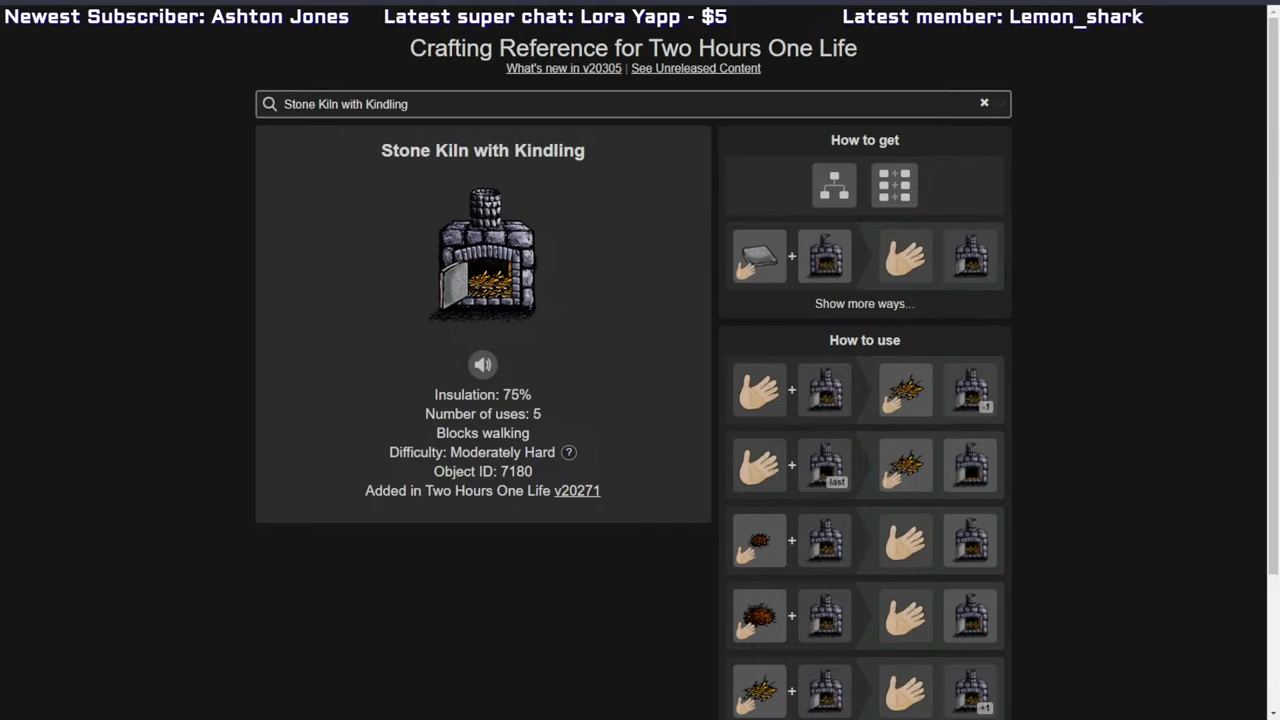 Newest Subscriber: Ashton Jones Latest super chat: Lora Yapp - $5 Latest member: Lemon_shark
Crafting Reference for Two Hours One Life
What's new in v20305 | See Unreleased Content
Stone Kiln with Kindling
Stone Kiln with Kindling
Insulation: 75%
Number of uses: 5
Blocks walking
Difficulty: Moderately Hard ?
Object ID: 7180
Added in Two Hours One Life v20271
How to get
+
Show more ways...
How to use
+ -1
+ last
+
+
+ +1